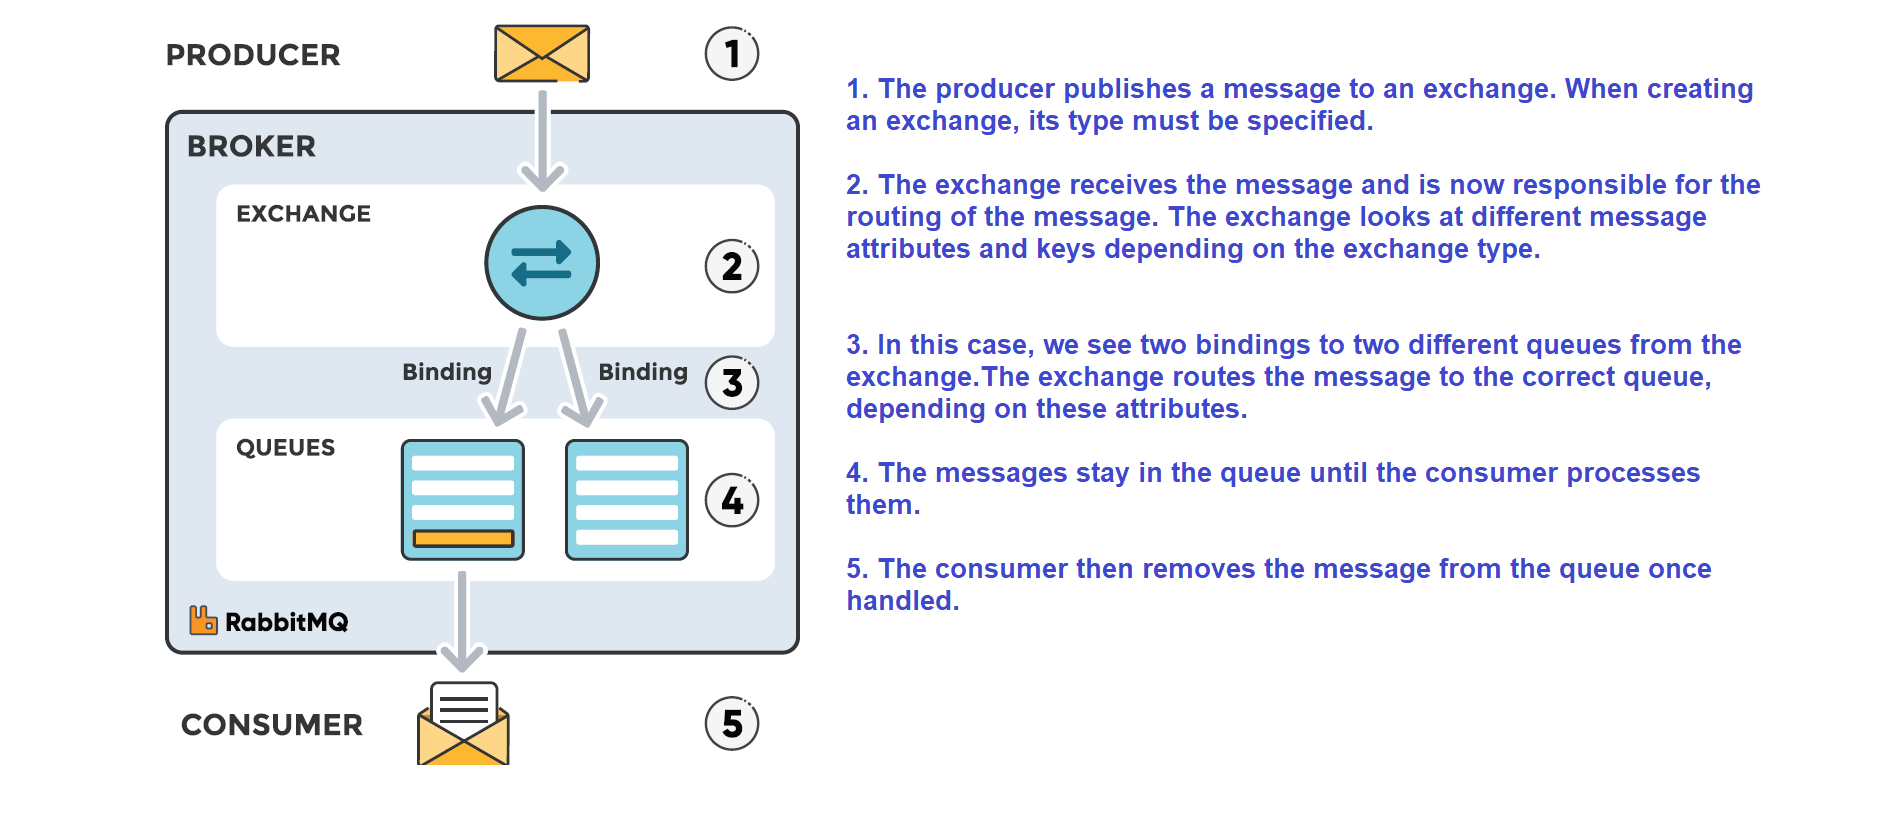 PRODUCER
1
BROKER
EXCHANGE
2
Binding
Binding
3
QUEUES
4
RabbitMQ
CONSUMER
5
1. The producer publishes a message to an exchange. When creating
an exchange, its type must be specified.
2. The exchange receives the message and is now responsible for the
routing of the message. The exchange looks at different message
attributes and keys depending on the exchange type.
3. In this case, we see two bindings to two different queues from the
exchange.The exchange routes the message to the correct queue,
depending on these attributes.
4. The messages stay in the queue until the consumer processes
them.
5. The consumer then removes the message from the queue once
handled.